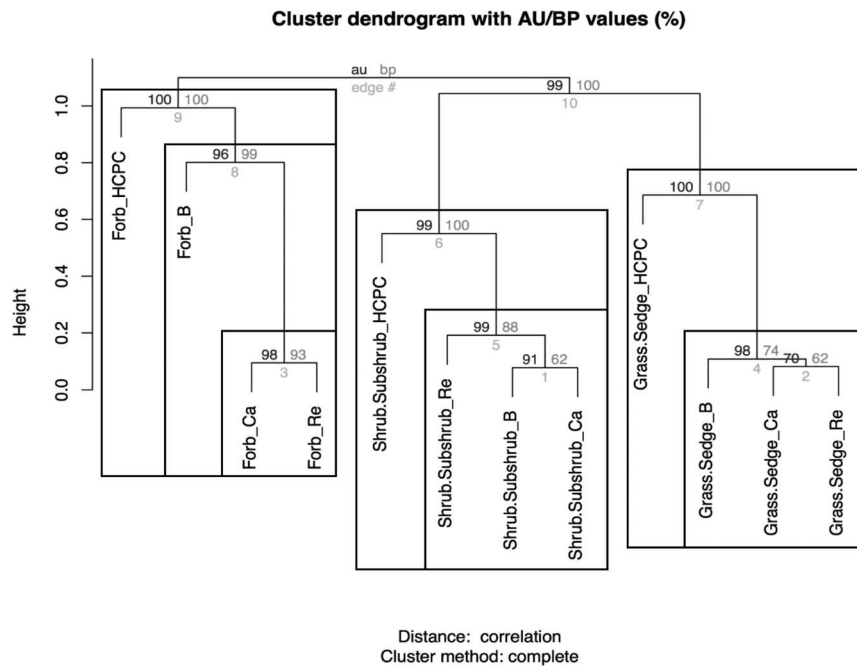 Cluster dendrogram with AU/BP values (%)
au bp
edge #
Height
1.0
0.8
0.6
0.4
0.2
0.0
100 100
9
96 99
8
98 93
3
99 100
10
99 100
6
99 88
5
91 62
1
100 100
7
98 74
4
70 62
2
Forb_HCPC
Forb_B
Forb_Ca
Forb_Re
Shrub.Subshrub_HCPC
Shrub.Subshrub_Re
Shrub.Subshrub_B
Shrub.Subshrub_Ca
Grass.Sedge_HCPC
Grass.Sedge_B
Grass.Sedge_Ca
Grass.Sedge_Re
Distance: correlation
Cluster method: complete